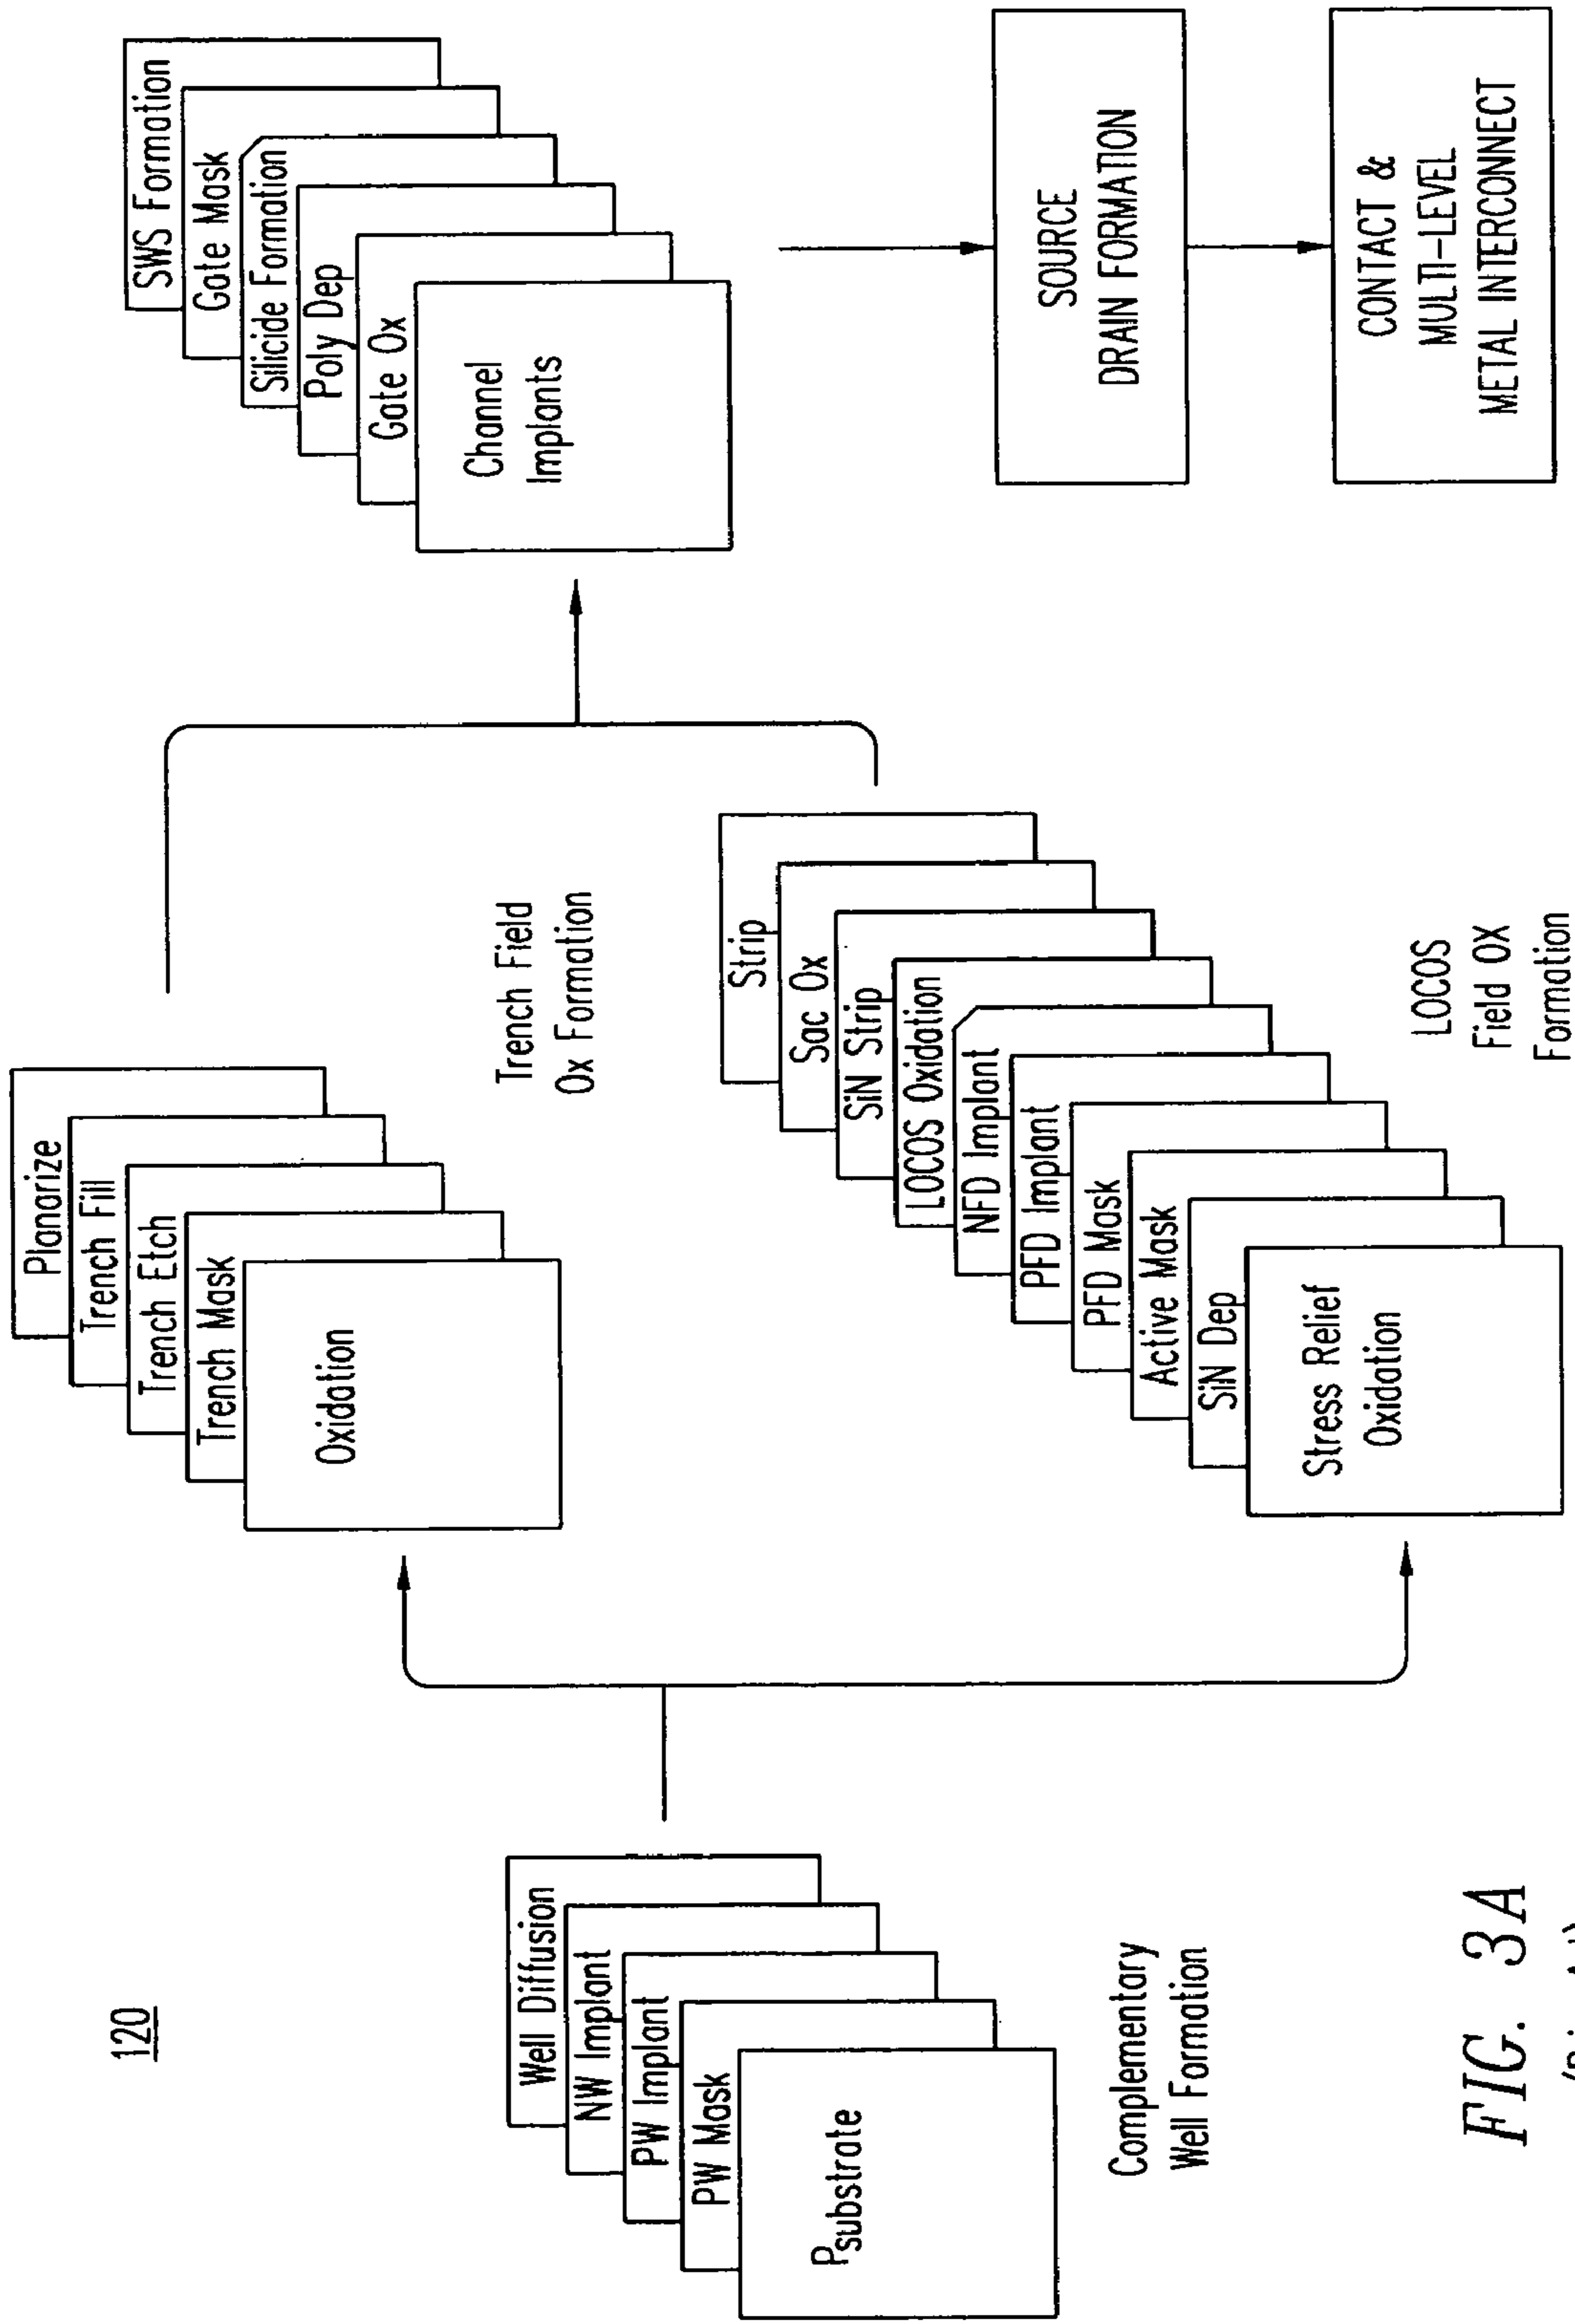 120
Well Diffusion
NW Implant
PW Implant
PW Mask
Psubstrate
Complementary
Well Formation
Planarize
Trench Fill
Trench Etch
Trench Mask
Oxidation
Trench Field
Ox Formation
Strip
Sac Ox
SiN Strip
LOCOS Oxidation
NFD Implant
PFD Implant
PFD Mask
Active Mask
SiN Dep
Stress Relief
Oxidation
LOCOS
Field OX
Formation
SWS Formation
Gate Mask
Silicide Formation
Poly Dep
Gate Ox
Channel
Implants
SOURCE
DRAIN FORMATION
CONTACT &
MULTI-LEVEL
METAL INTERCONNECT
FIG. 3A